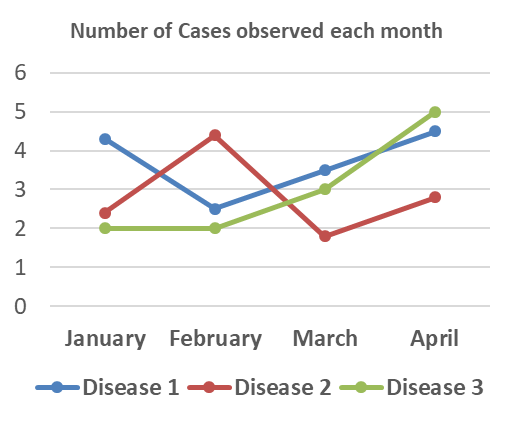 Number of Cases observed each month
6
5
4
3
2
1
0
January February March April
Disease 1 Disease 2 Disease 3